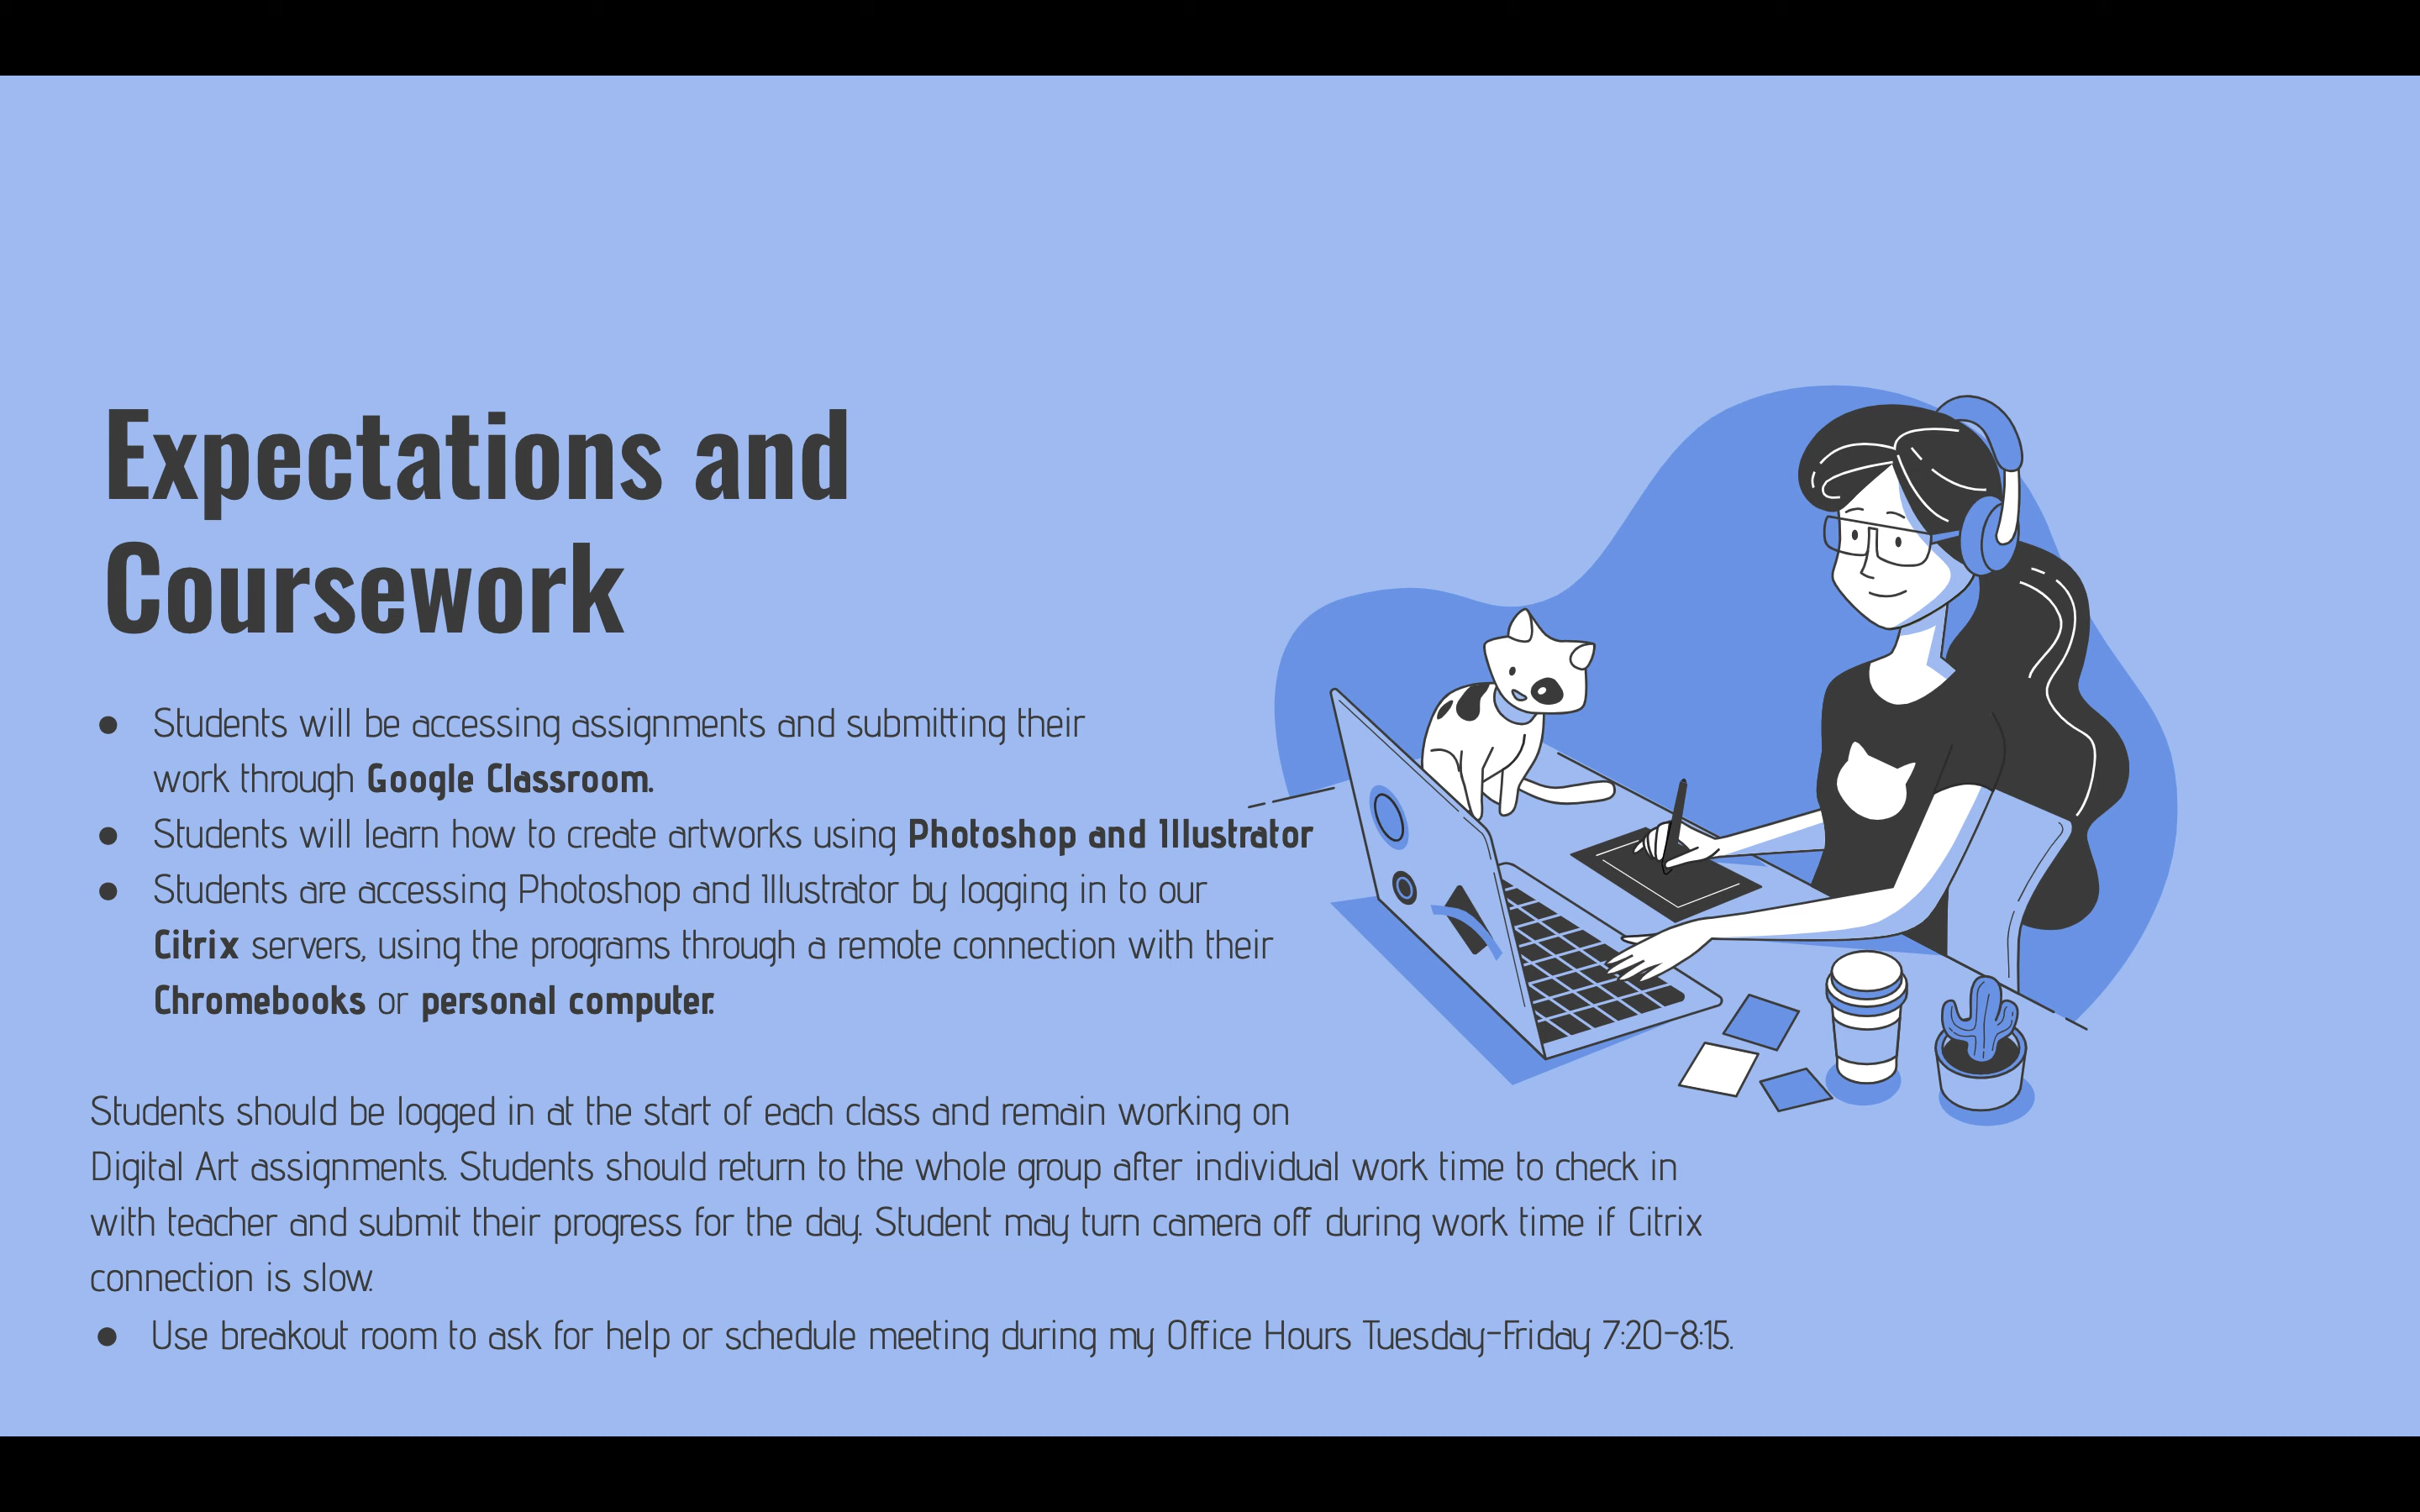 Expectations and
Coursework
● Students will be accessing assignments and submitting their
work through Google Classroom.
● Students will learn how to create artworks using Photoshop and Illustrator
● Students are accessing Photoshop and Illustrator by logging in to our
Citrix servers, using the programs through a remote connection with their
Chromebooks or personal computer.
Students should be logged in at the start of each class and remain working on
Digital Art assignments. Students should return to the whole group after individual work time to check in
with teacher and submit their progress for the day. Student may turn camera off during work time if Citrix
connection is slow.
● Use breakout room to ask for help or schedule meeting during my Office Hours Tuesday-Friday 7:20-8:15.